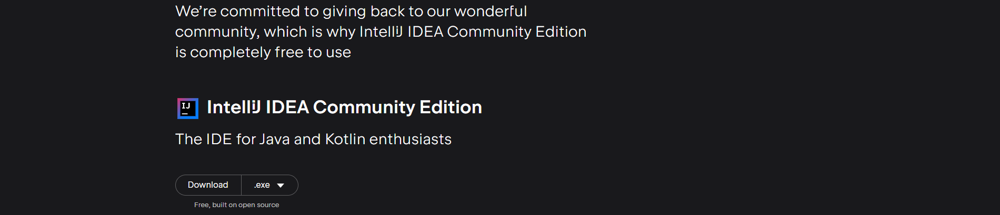 We’re committed to giving back to our wonderful
community, which is why IntelliJ IDEA Community Edition
is completely free to use
IJ
IntelliJ IDEA Community Edition
The IDE for Java and Kotlin enthusiasts
Download .exe
Free, built on open source